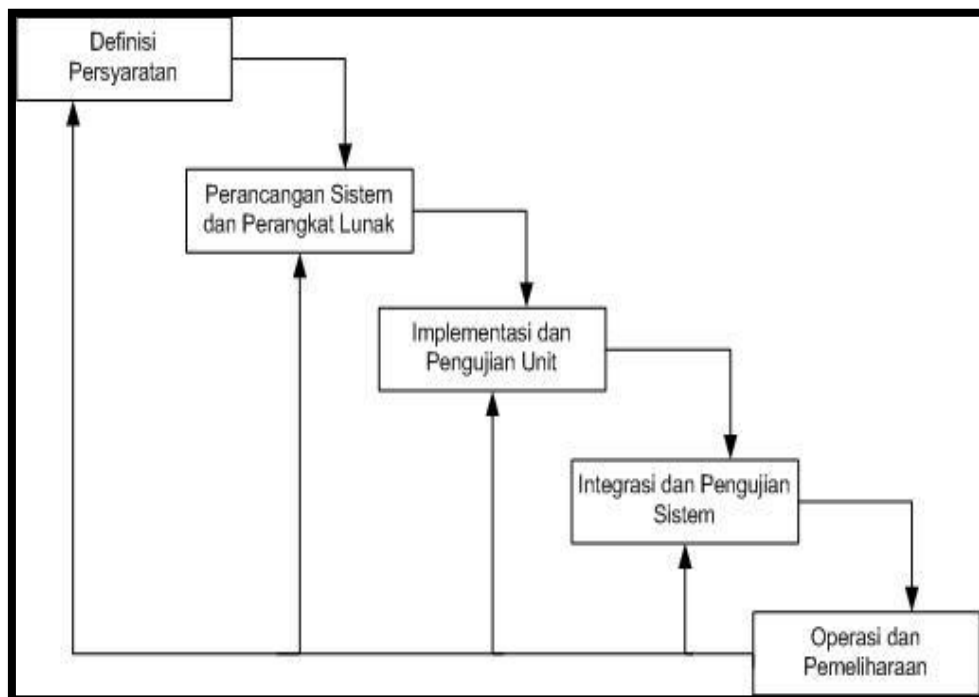 Definisi
Persyaratan
Perancangan Sistem
dan Perangkat Lunak
Implementasi dan
Pengujian Unit
Integrasi dan Pengujian
Sistem
Operasi dan
Pemeliharaan